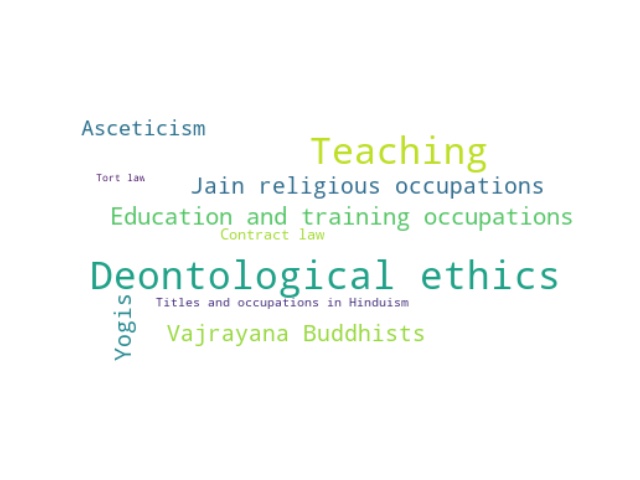 Asceticism
Teaching
Tort law
Jain religious occupations
Education and training occupations
Contract law
Deontological ethics
Titles and occupations in Hinduism
Yogis
Vajrayana Buddhists